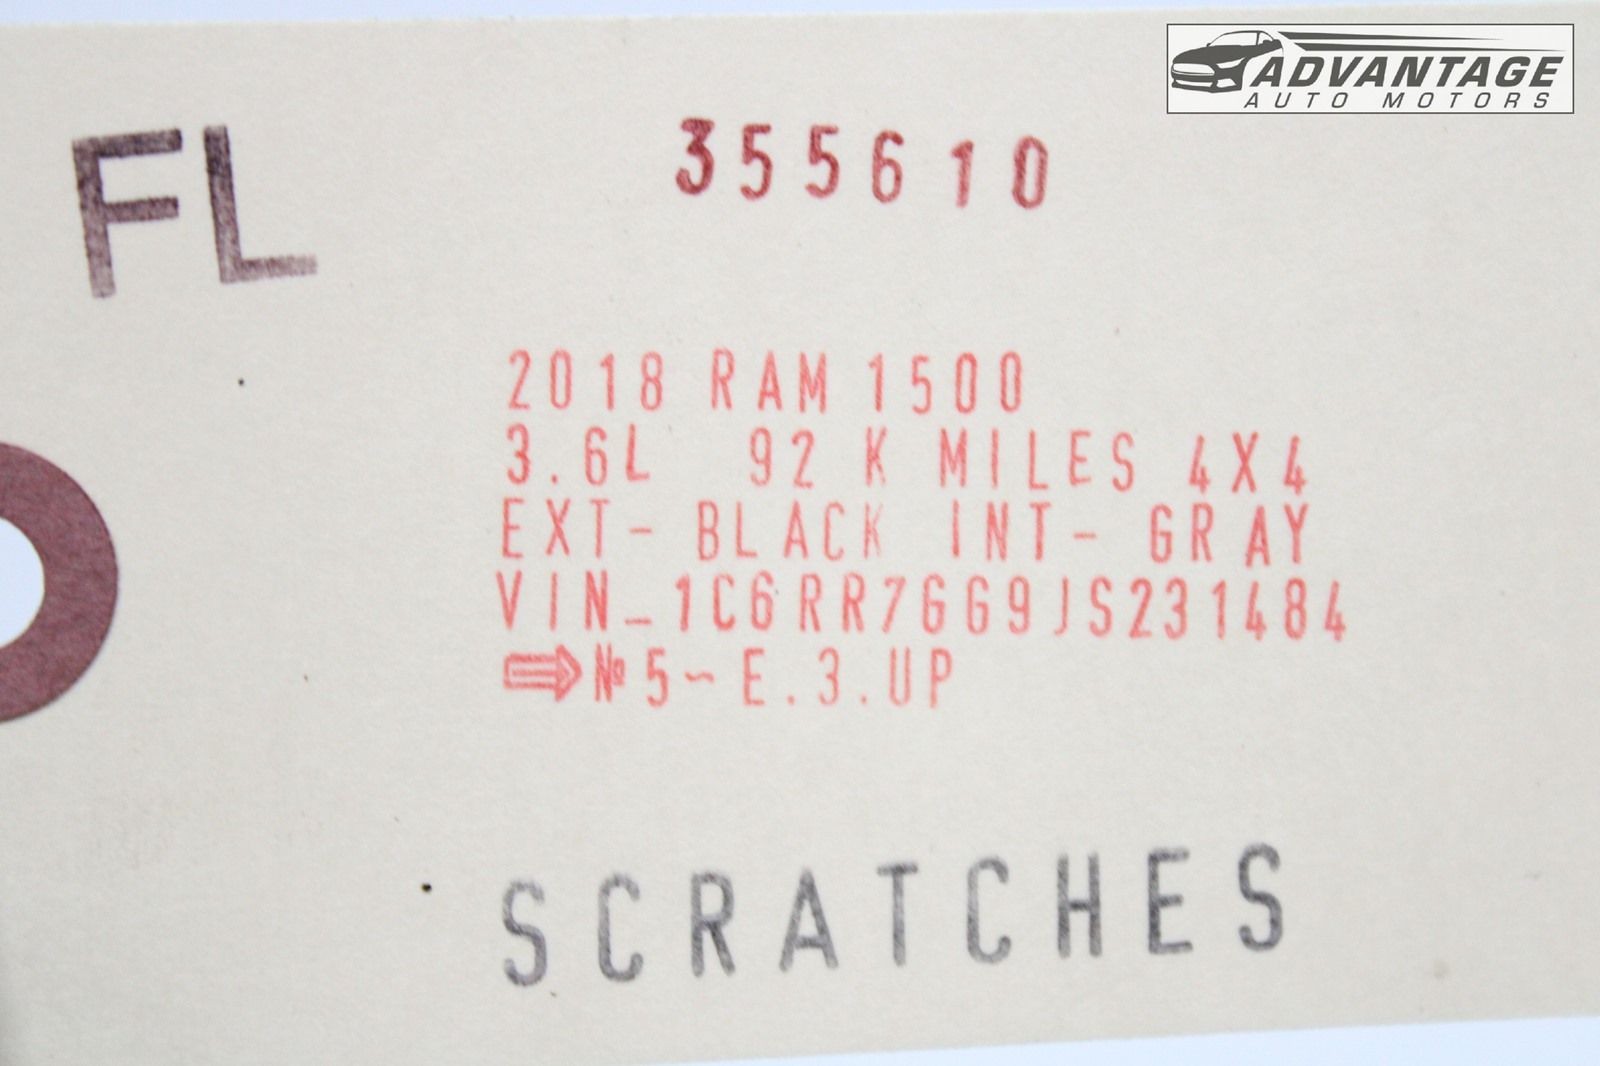 ADVANTAGE
AUTO MOTORS
FL
355610
2018 RAM 1500
3.6L 92 K MILES 4X4
EXT- BLACK INT- GRAY
VIN_1C6RR7GG9JS231484
⇨№5~E.3.UP
SCRATCHES